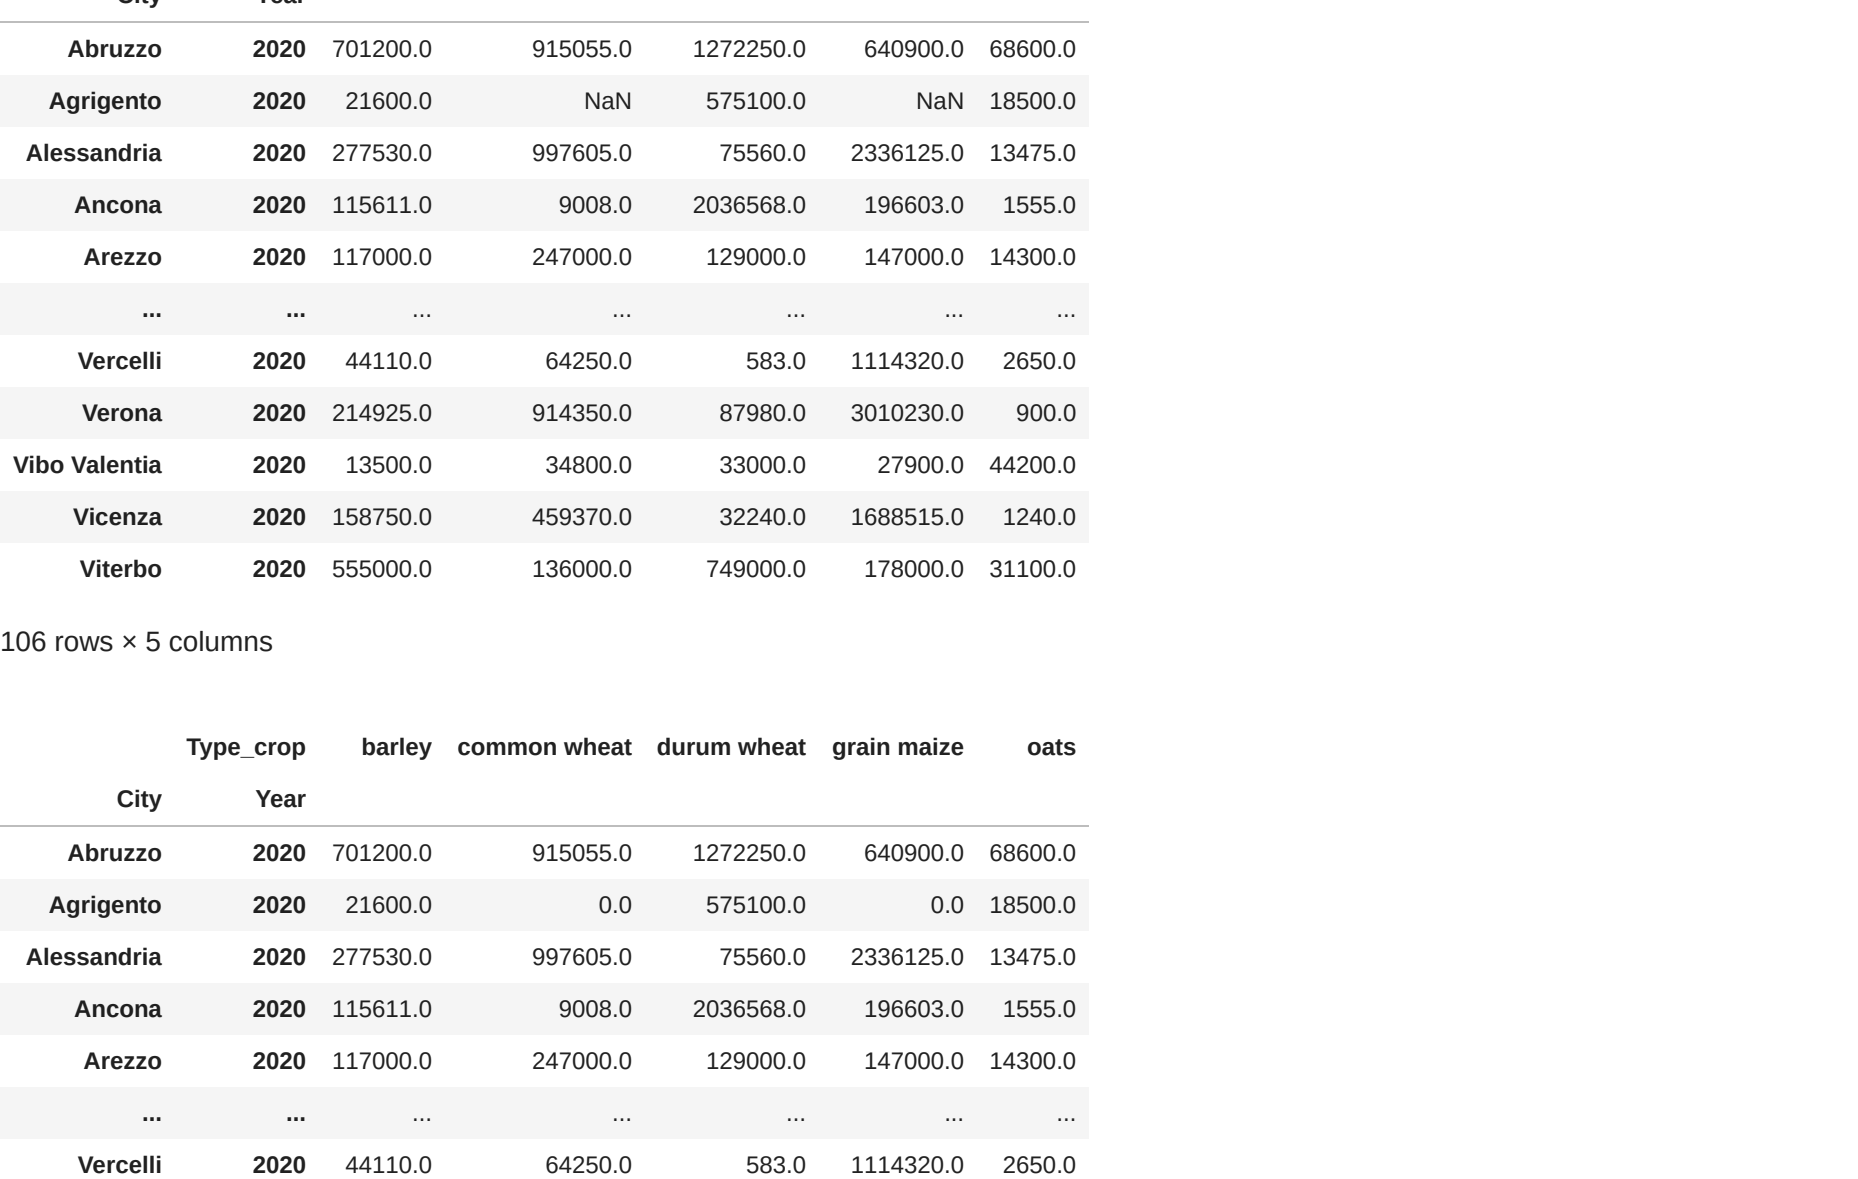 City Year
Abruzzo 2020 701200.0 915055.0 1272250.0 640900.0 68600.0
Agrigento 2020 21600.0 NaN 575100.0 NaN 18500.0
Alessandria 2020 277530.0 997605.0 75560.0 2336125.0 13475.0
Ancona 2020 115611.0 9008.0 2036568.0 196603.0 1555.0
Arezzo 2020 117000.0 247000.0 129000.0 147000.0 14300.0
... ... ... ... ... ... ...
Vercelli 2020 44110.0 64250.0 583.0 1114320.0 2650.0
Verona 2020 214925.0 914350.0 87980.0 3010230.0 900.0
Vibo Valentia 2020 13500.0 34800.0 33000.0 27900.0 44200.0
Vicenza 2020 158750.0 459370.0 32240.0 1688515.0 1240.0
Viterbo 2020 555000.0 136000.0 749000.0 178000.0 31100.0
106 rows × 5 columns
Type_crop barley common wheat durum wheat grain maize oats
City Year
Abruzzo 2020 701200.0 915055.0 1272250.0 640900.0 68600.0
Agrigento 2020 21600.0 0.0 575100.0 0.0 18500.0
Alessandria 2020 277530.0 997605.0 75560.0 2336125.0 13475.0
Ancona 2020 115611.0 9008.0 2036568.0 196603.0 1555.0
Arezzo 2020 117000.0 247000.0 129000.0 147000.0 14300.0
... ... ... ... ... ... ...
Vercelli 2020 44110.0 64250.0 583.0 1114320.0 2650.0